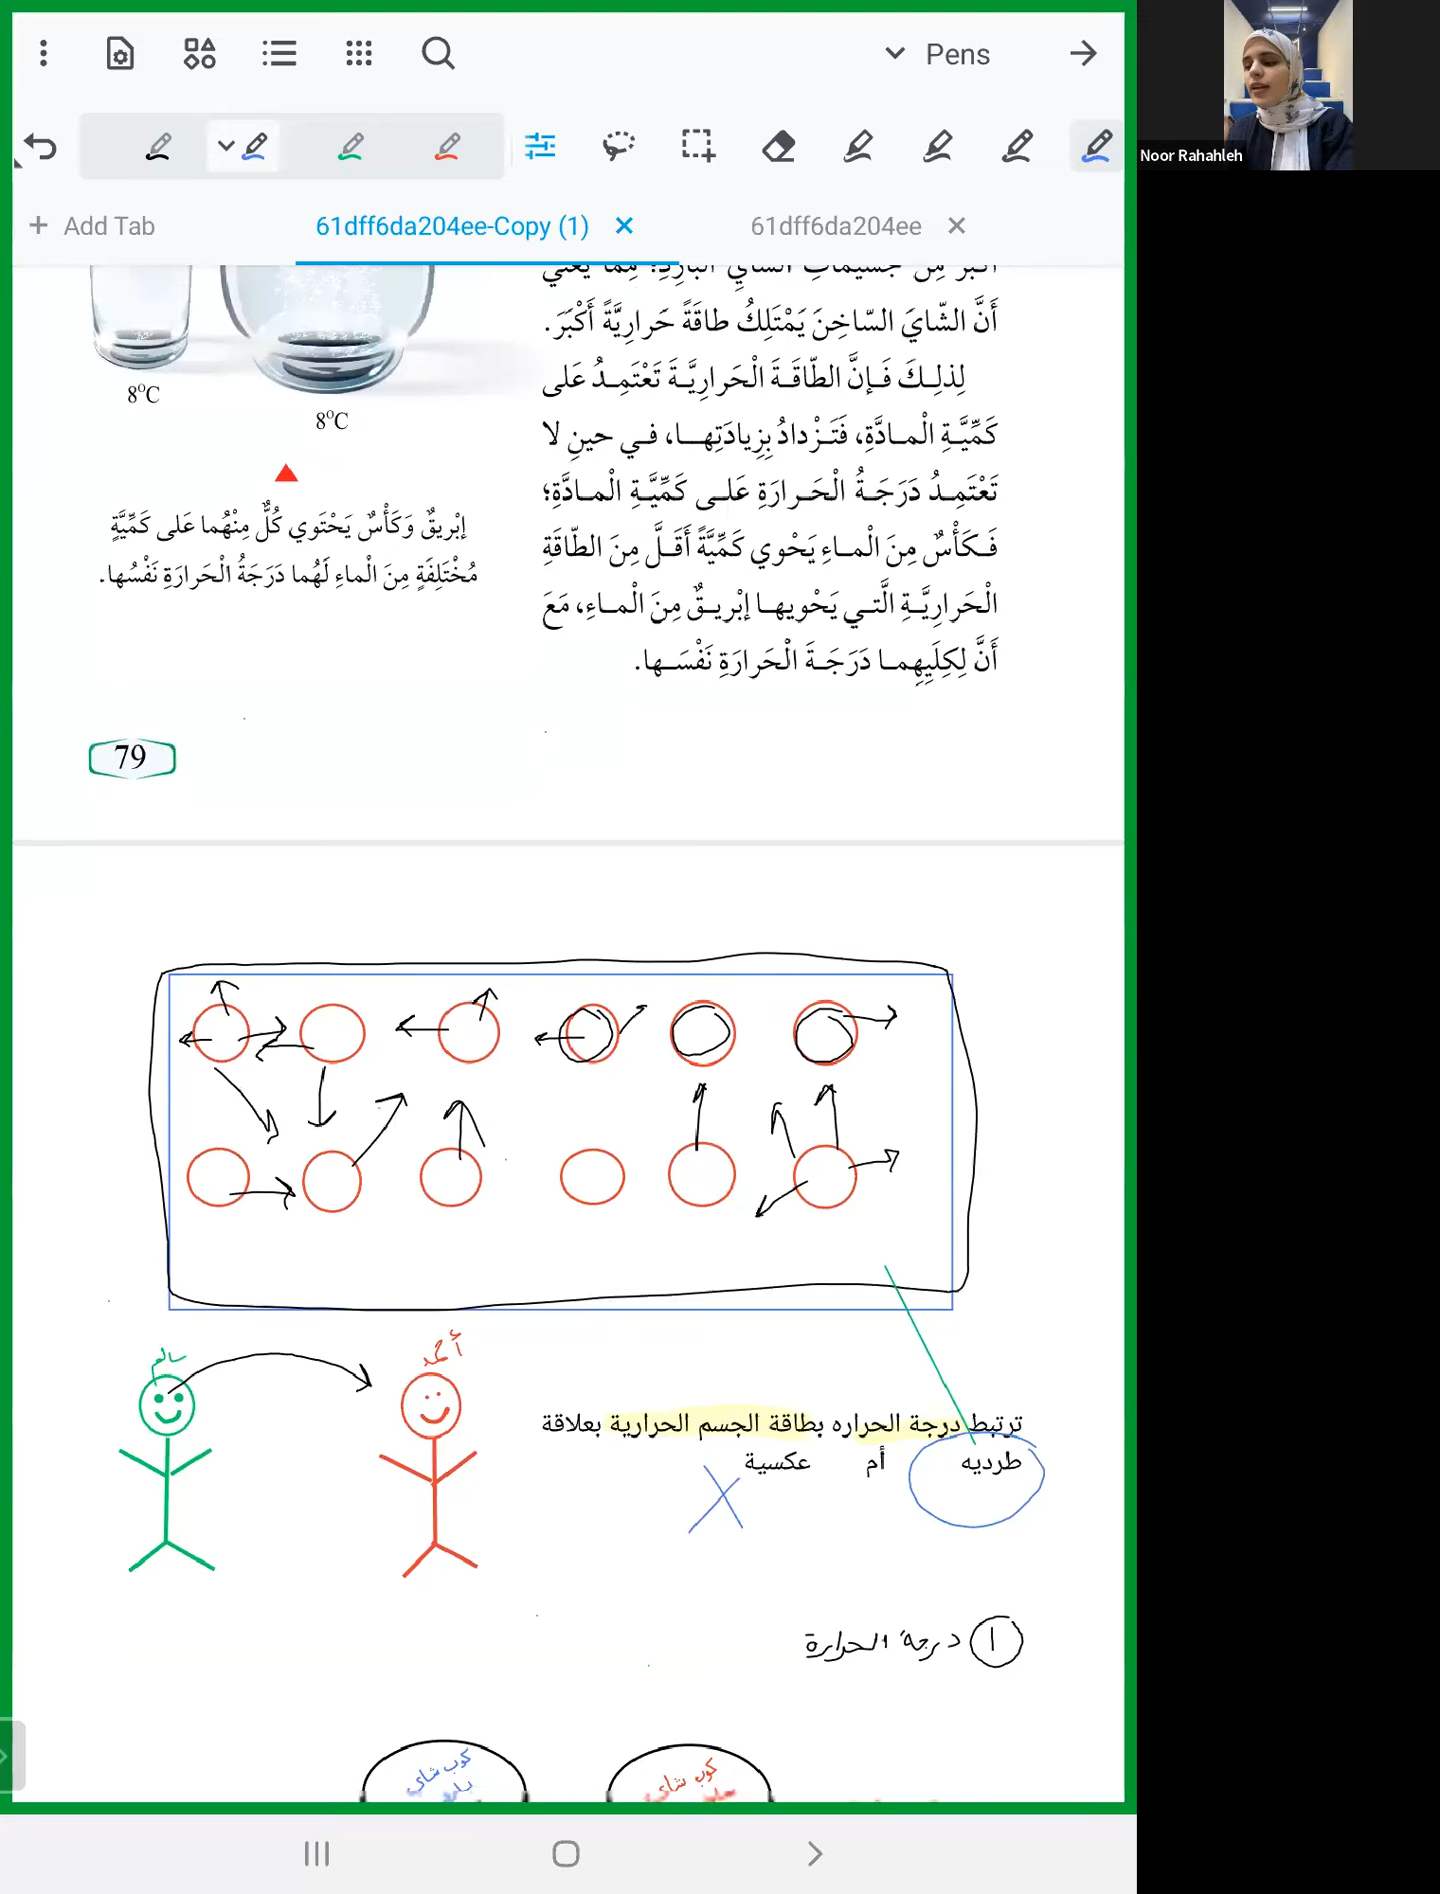 Pens
Noor Rahahleh
+ Add Tab
61dff6da204ee-Copy (1) ×
61dff6da204ee ×
أَنَّ الشّايَ السّاخِنَ يَمْتَلِكُ طاقَةً حَرارِيَّةً أَكْبَرَ.
لِذلِكَ فَإِنَّ الطّاقَةَ الْحَرارِيَّةَ تَعْتَمِدُ عَلى
كَمِّيَّةِ الْمادَّةِ، فَتَزْدادُ بِزِيادَتِها، في حينِ لا
تَعْتَمِدُ دَرَجَةُ الْحَرارَةِ عَلى كَمِّيَّةِ الْمادَّةِ؛
فَكَأْسٌ مِنَ الْماءِ يَحْوي كَمِّيَّةً أَقَلَّ مِنَ الطّاقَةِ
الْحَرارِيَّةِ الَّتي يَحْويها إِبْريقٌ مِنَ الْماءِ، مَعَ
أَنَّ لِكِلَيهِما دَرَجَةَ الْحَرارَةِ نَفْسَها.
8°C
8°C
إِبْريقٌ وَكَأْسٌ يَحْتَوي كُلٌّ مِنْهُما عَلى كَمِّيَّةٍ
مُخْتَلِفَةٍ مِنَ الْماءِ لَهُما دَرَجَةُ الْحَرارَةِ نَفْسُها.
79
أحمد
سالم
ترتبط درجة الحراره بطاقة الجسم الحرارية بعلاقة
طرديه أم عكسية
١ درجة الحرارة
كوب شاي
كوب شاي